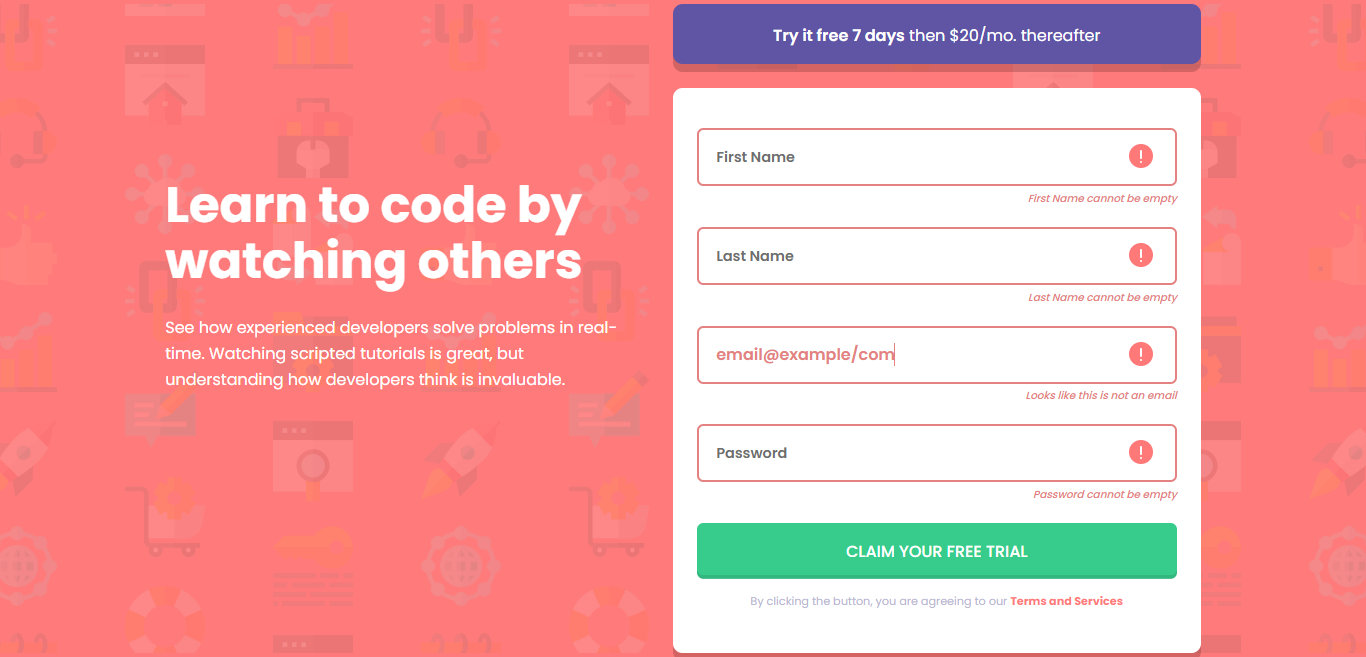 Try it free 7 days then $20/mo. thereafter
Learn to code by
watching others
See how experienced developers solve problems in real-
time. Watching scripted tutorials is great, but
understanding how developers think is invaluable.
First Name
First Name cannot be empty
Last Name
Last Name cannot be empty
email@example/com
Looks like this is not an email
Password
Password cannot be empty
CLAIM YOUR FREE TRIAL
By clicking the button, you are agreeing to our Terms and Services